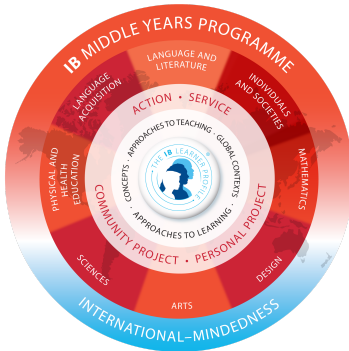 IB MIDDLE YEARS PROGRAMME
LANGUAGE AND
LITERATURE
INDIVIDUALS
AND SOCIETIES
MATHEMATICS
DESIGN
ARTS
SCIENCES
PHYSICAL AND
HEALTH
EDUCATION
LANGUAGE
ACQUISITION
ACTION • SERVICE
PERSONAL PROJECT
COMMUNITY PROJECT •
APPROACHES TO TEACHING ·
GLOBAL CONTEXTS ·
APPROACHES TO LEARNING ·
CONCEPTS ·
THE IB LEARNER PROFILE
INTERNATIONAL–MINDEDNESS